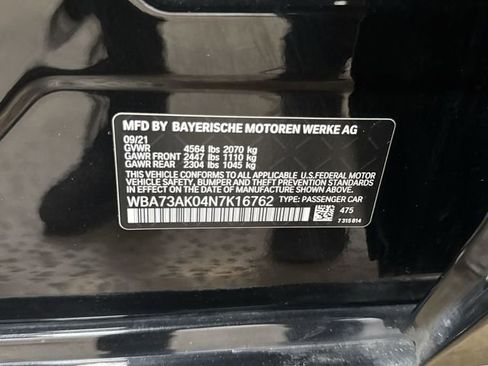 MFD BY BAYERISCHE MOTOREN WERKE AG
09/21
GVWR 4564 lbs 2070 kg
GAWR FRONT 2447 lbs 1110 kg
GAWR REAR 2304 lbs 1045 kg
THIS VEHICLE CONFORMS TO ALL APPLICABLE U.S.FEDERAL MOTOR
VEHICLE SAFETY, BUMPER AND THEFT PREVENTION STANDARDS
IN EFFECT ON THE DATE OF MANUFACTURE SHOWN ABOVE.
WBA73AK04N7K16762 TYPE: PASSENGER CAR
475
7 315 814